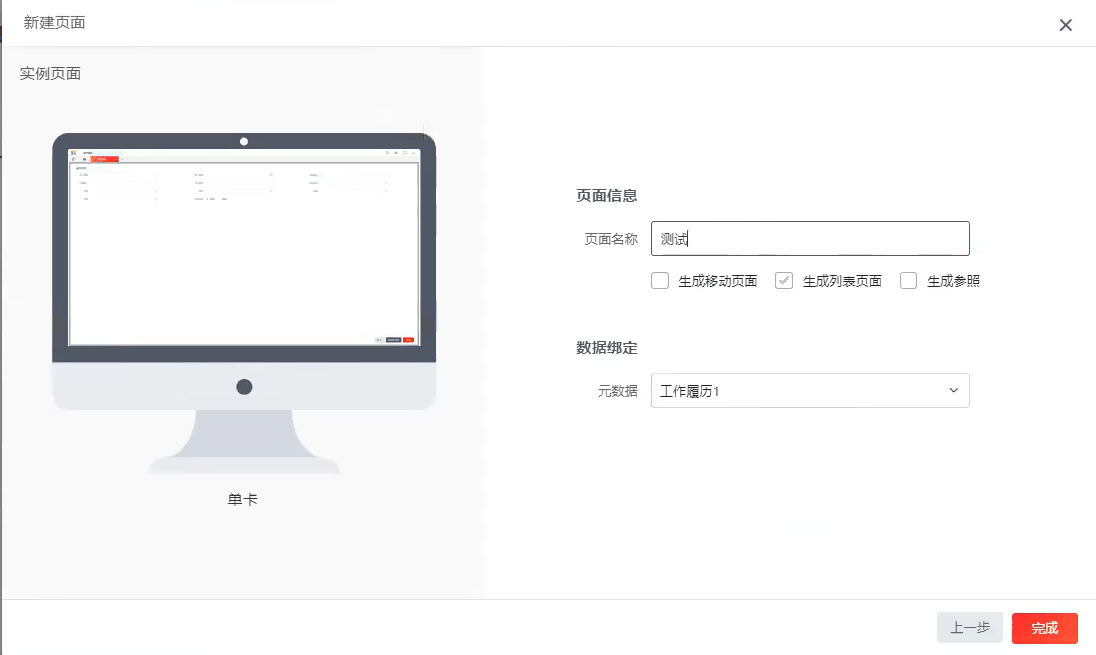 新建页面
实例页面
页面信息
页面名称 测试
生成移动页面 生成列表页面 生成参照
数据绑定
元数据 工作履历1
单卡
上一步 完成